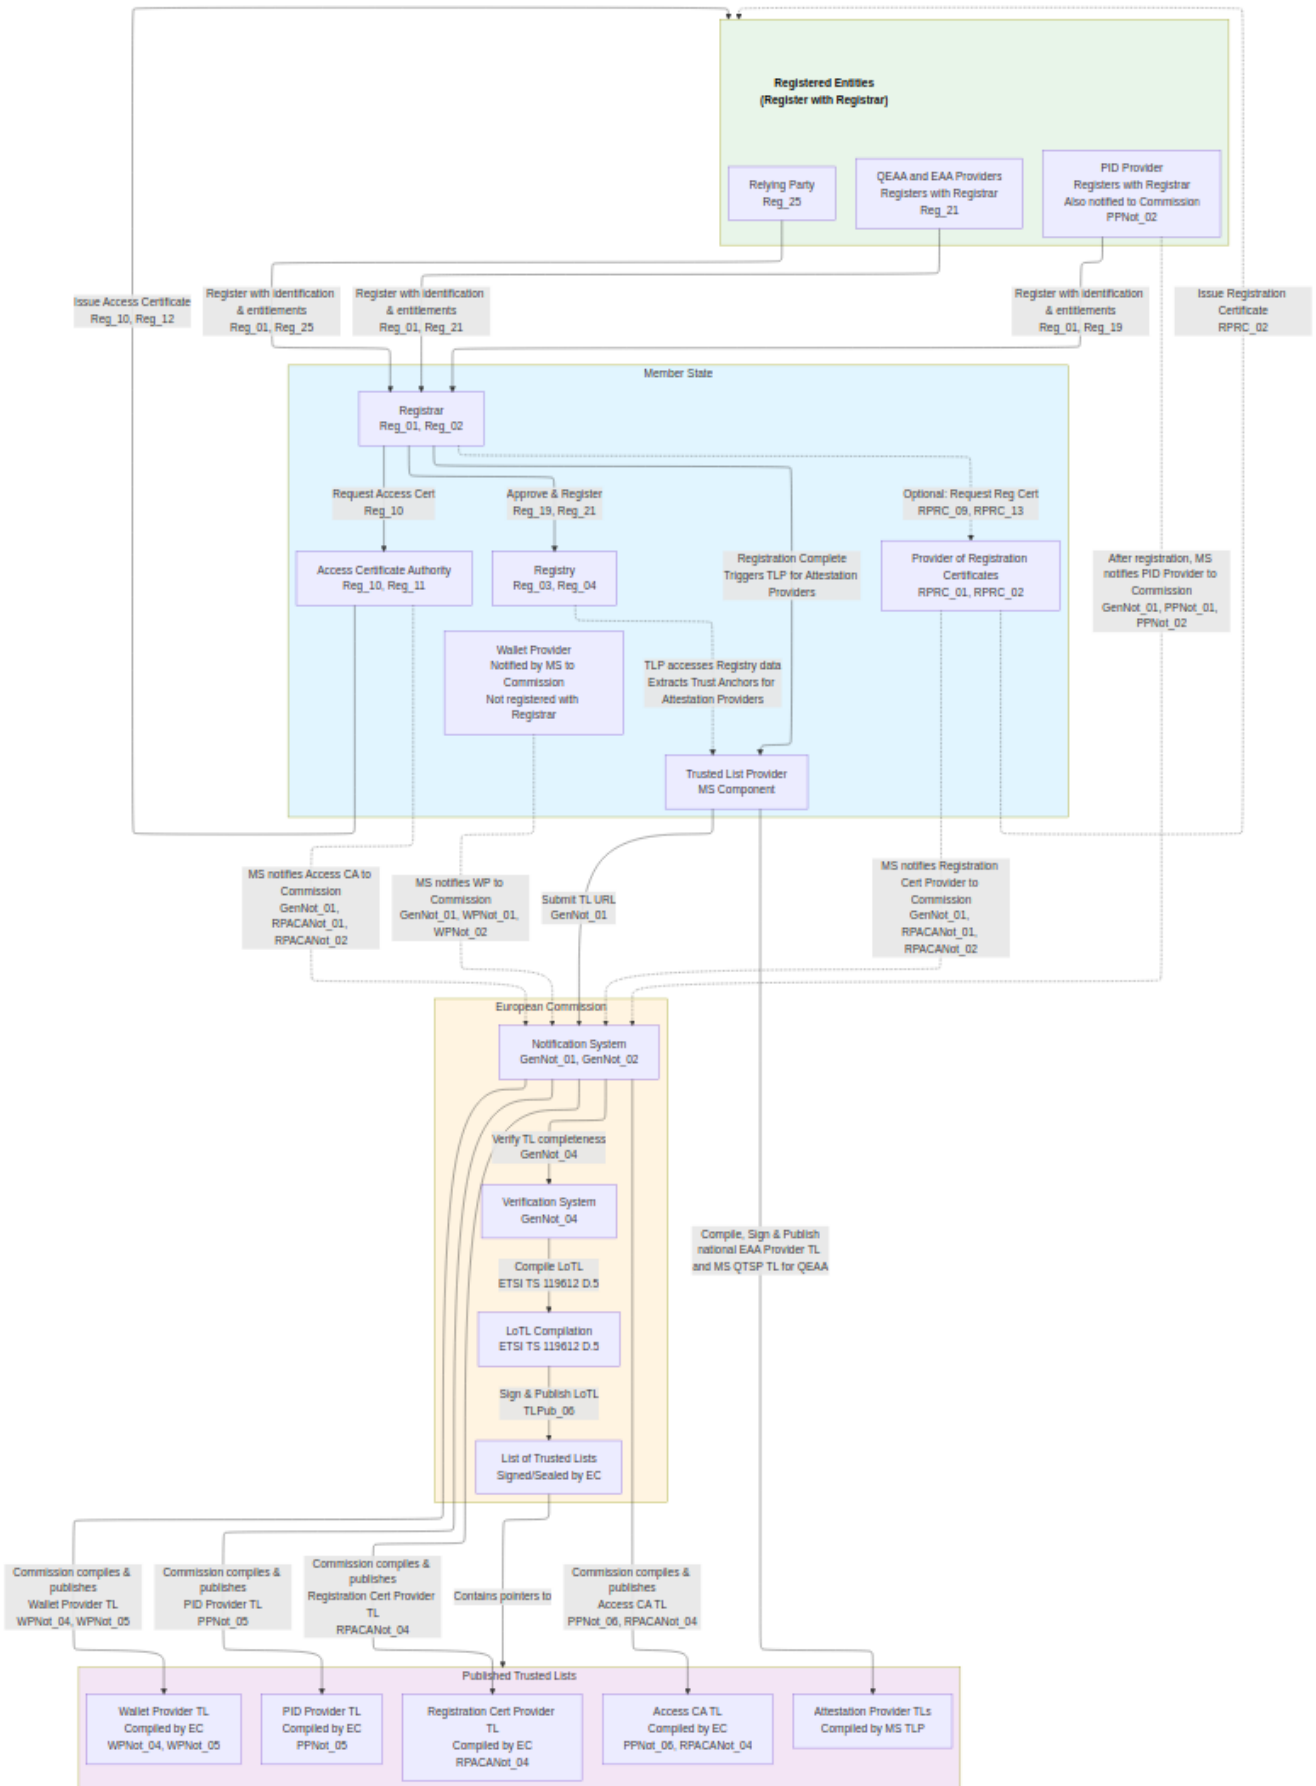 Registered Entities
(Register with Registrar)
Relying Party
Reg_25
QEAA and EAA Providers
Registers with Registrar
Reg_21
PID Provider
Registers with Registrar
Also notified to Commission
PPNot_02
Issue Access Certificate
Reg_10, Reg_12
Register with identification
& entitlements
Reg_01, Reg_25
Register with identification
& entitlements
Reg_01, Reg_21
Register with identification
& entitlements
Reg_01, Reg_19
Issue Registration
Certificate
RPRC_02
Member State
Registrar
Reg_01, Reg_02
Request Access Cert
Reg_10
Approve & Register
Reg_19, Reg_21
Optional: Request Reg Cert
RPRC_09, RPRC_13
Access Certificate Authority
Reg_10, Reg_11
Registry
Reg_03, Reg_04
Registration Complete
Triggers TLP for Attestation
Providers
Provider of Registration
Certificates
RPRC_01, RPRC_02
After registration, MS
notifies PID Provider to
Commission
GenNot_01, PPNot_01,
PPNot_02
Wallet Provider
Notified by MS to
Commission
Not registered with
Registrar
TLP accesses Registry data
Extracts Trust Anchors for
Attestation Providers
Trusted List Provider
MS Component
MS notifies Access CA to
Commission
GenNot_01,
RPACANot_01,
RPACANot_02
MS notifies WP to
Commission
GenNot_01, WPNot_01,
WPNot_02
Submit TL URL
GenNot_01
MS notifies Registration
Cert Provider to
Commission
GenNot_01,
RPACANot_01,
RPACANot_02
European Commission
Notification System
GenNot_01, GenNot_02
Verify TL completeness
GenNot_04
Verification System
GenNot_04
Compile, Sign & Publish
national EAA Provider TL
and MS QTSP TL for QEAA
Compile LoTL
ETSI TS 119612 D.5
LoTL Compilation
ETSI TS 119612 D.5
Sign & Publish LoTL
TLPub_06
List of Trusted Lists
Signed/Sealed by EC
Commission compiles &
publishes
Wallet Provider TL
WPNot_04, WPNot_05
Commission compiles &
publishes
PID Provider TL
PPNot_05
Commission compiles &
publishes
Registration Cert Provider
TL
RPACANot_04
Contains pointers to
Commission compiles &
publishes
Access CA TL
PPNot_06, RPACANot_04
Published Trusted Lists
Wallet Provider TL
Compiled by EC
WPNot_04, WPNot_05
PID Provider TL
Compiled by EC
PPNot_05
Registration Cert Provider
TL
Compiled by EC
RPACANot_04
Access CA TL
Compiled by EC
PPNot_06, RPACANot_04
Attestation Provider TLs
Compiled by MS TLP